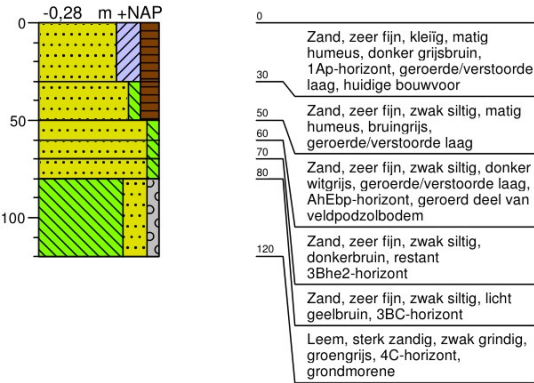 -0,28 m +NAP
0
50
100
0
Zand, zeer fijn, kleiïg, matig
humeus, donker grijsbruin,
1Ap-horizont, geroerde/verstoorde
laag, huidige bouwvoor
30
Zand, zeer fijn, zwak siltig, matig
humeus, bruingrijs,
geroerde/verstoorde laag
50
Zand, zeer fijn, zwak siltig, donker
witgrijs, geroerde/verstoorde laag,
AhEbp-horizont, geroerd deel van
veldpodzolbodem
60
Zand, zeer fijn, zwak siltig,
donkerbruin, restant
3Bhe2-horizont
70
Zand, zeer fijn, zwak siltig, licht
geelbruin, 3BC-horizont
80
Leem, sterk zandig, zwak grindig,
groengrijs, 4C-horizont,
grondmorene
120